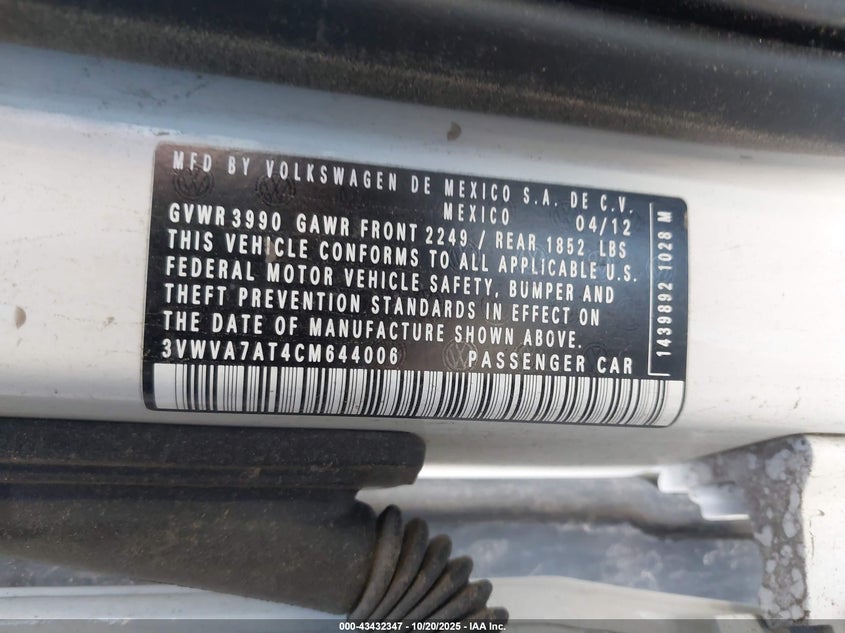 MFD BY VOLKSWAGEN DE MEXICO S.A. DE C.V.
MEXICO 04/12
GVWR 3990 GAWR FRONT 2249 / REAR 1852 LBS
THIS VEHICLE CONFORMS TO ALL APPLICABLE U.S.
FEDERAL MOTOR VEHICLE SAFETY, BUMPER AND
THEFT PREVENTION STANDARDS IN EFFECT ON
THE DATE OF MANUFACTURE SHOWN ABOVE.
3VWVA7AT4CM644006 PASSENGER CAR
1439892 1028 M
000-43432347 - 10/20/2025 - IAA Inc.